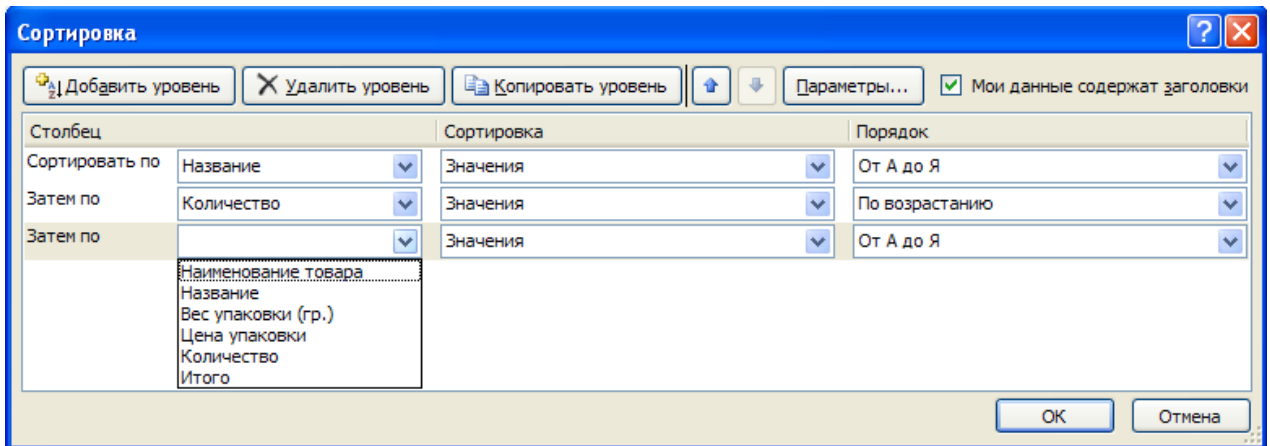 Сортировка
Добавить уровень Удалить уровень Копировать уровень Параметры... Мои данные содержат заголовки
Столбец Сортировка Порядок
Сортировать по Название Значения От А до Я
Затем по Количество Значения По возрастанию
Затем по Значения От А до Я
Наименование товара
Название
Вес упаковки (гр.)
Цена упаковки
Количество
Итого
ОК Отмена